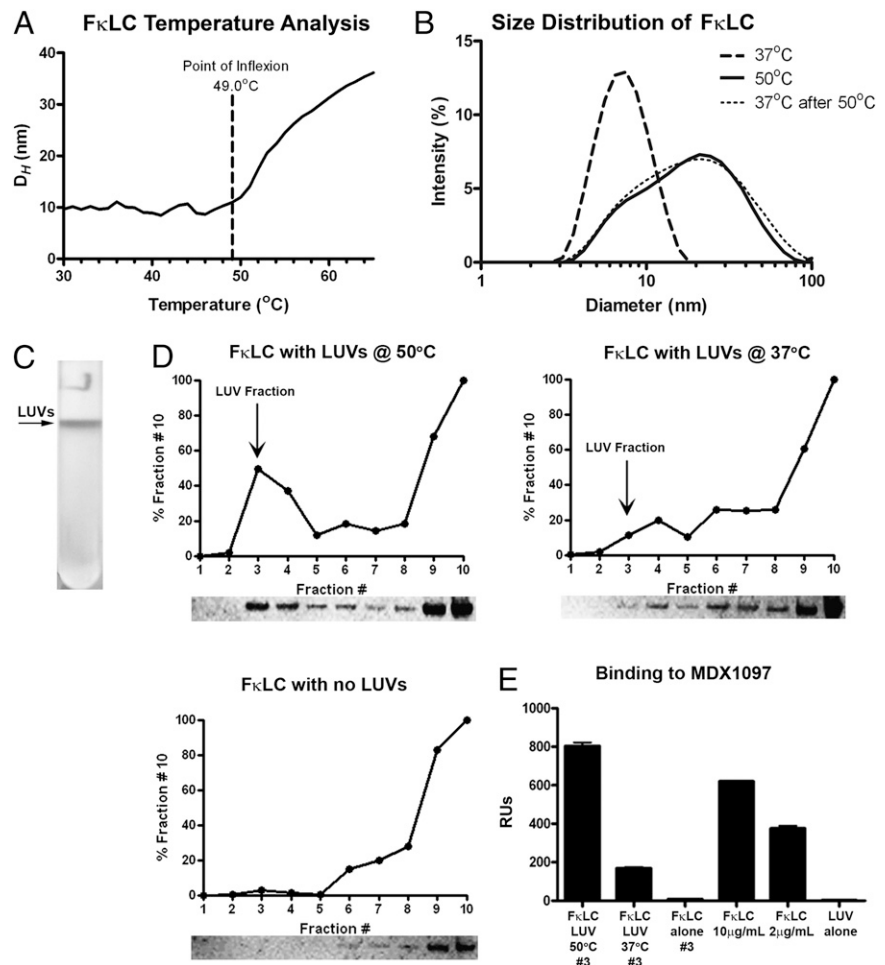 A
FκLC Temperature Analysis
Point of Inflexion
49.0°C
D_H (nm)
40
30
20
10
0
30
40
50
60
Temperature (°C)
B
Size Distribution of FκLC
37°C
50°C
37°C after 50°C
Intensity (%)
15
10
5
0
1
10
100
Diameter (nm)
C
LUVs
D
FκLC with LUVs @ 50°C
LUV Fraction
% Fraction # 10
100
80
60
40
20
0
1 2 3 4 5 6 7 8 9 10
Fraction #
FκLC with LUVs @ 37°C
LUV Fraction
% Fraction # 10
100
80
60
40
20
0
1 2 3 4 5 6 7 8 9 10
Fraction #
FκLC with no LUVs
% Fraction # 10
100
80
60
40
20
0
1 2 3 4 5 6 7 8 9 10
Fraction #
E
Binding to MDX1097
RUs
1000
800
600
400
200
0
FκLC LUV 50°C #3
FκLC LUV 37°C #3
FκLC alone #3
FκLC 10µg/mL
FκLC 2µg/mL
LUV alone